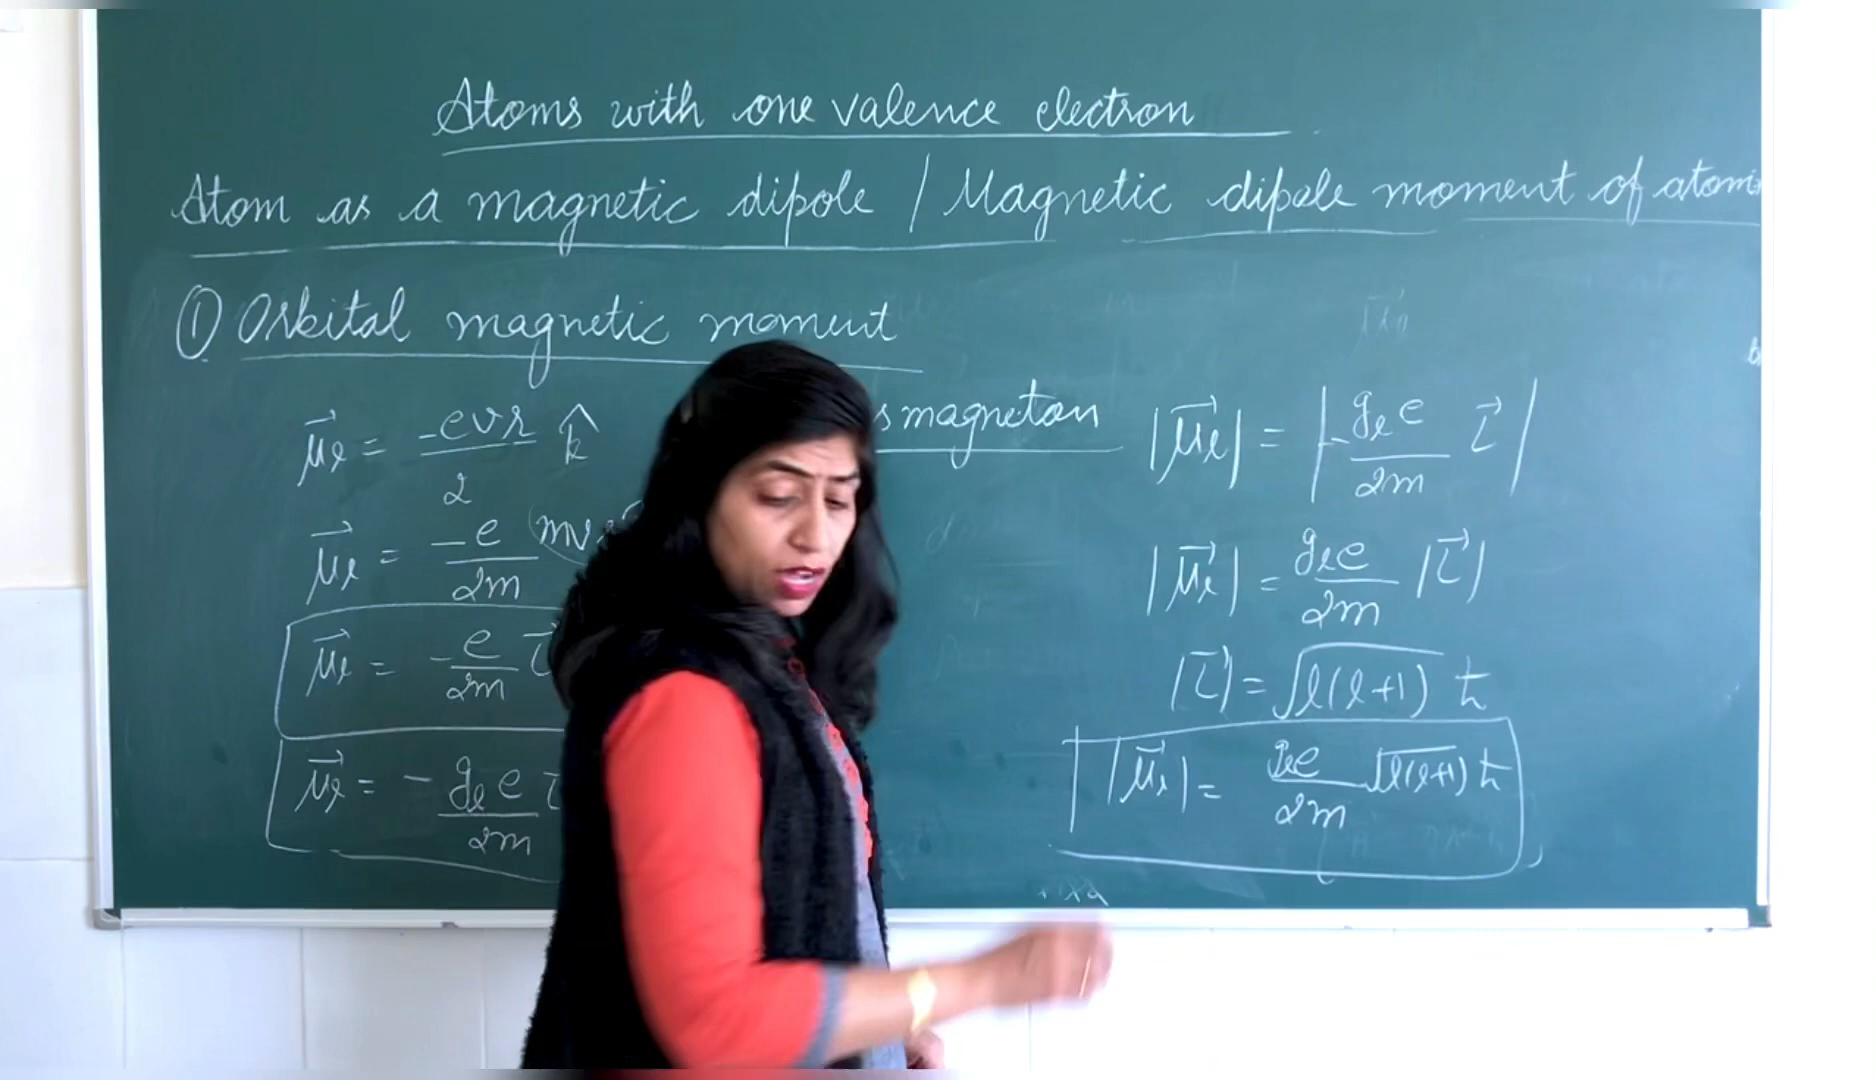 Atoms with one valence electron
Atom as a magnetic dipole / Magnetic dipole moment of atom
① Orbital magnetic moment
μ⃗ₗ = -evr/2 k̂
μ⃗ₗ = -e/2m (mv
μ⃗ₗ = -e/2m L⃗
μ⃗ₗ = - gₗe/2m L
s magneton
|μ⃗ₗ| = |- gₗe/2m L⃗|
|μ⃗ₗ| = gₗe/2m |L⃗|
|L⃗| = √l(l+1) ħ
|μ⃗ₗ| = gₗe/2m √l(l+1) ħ